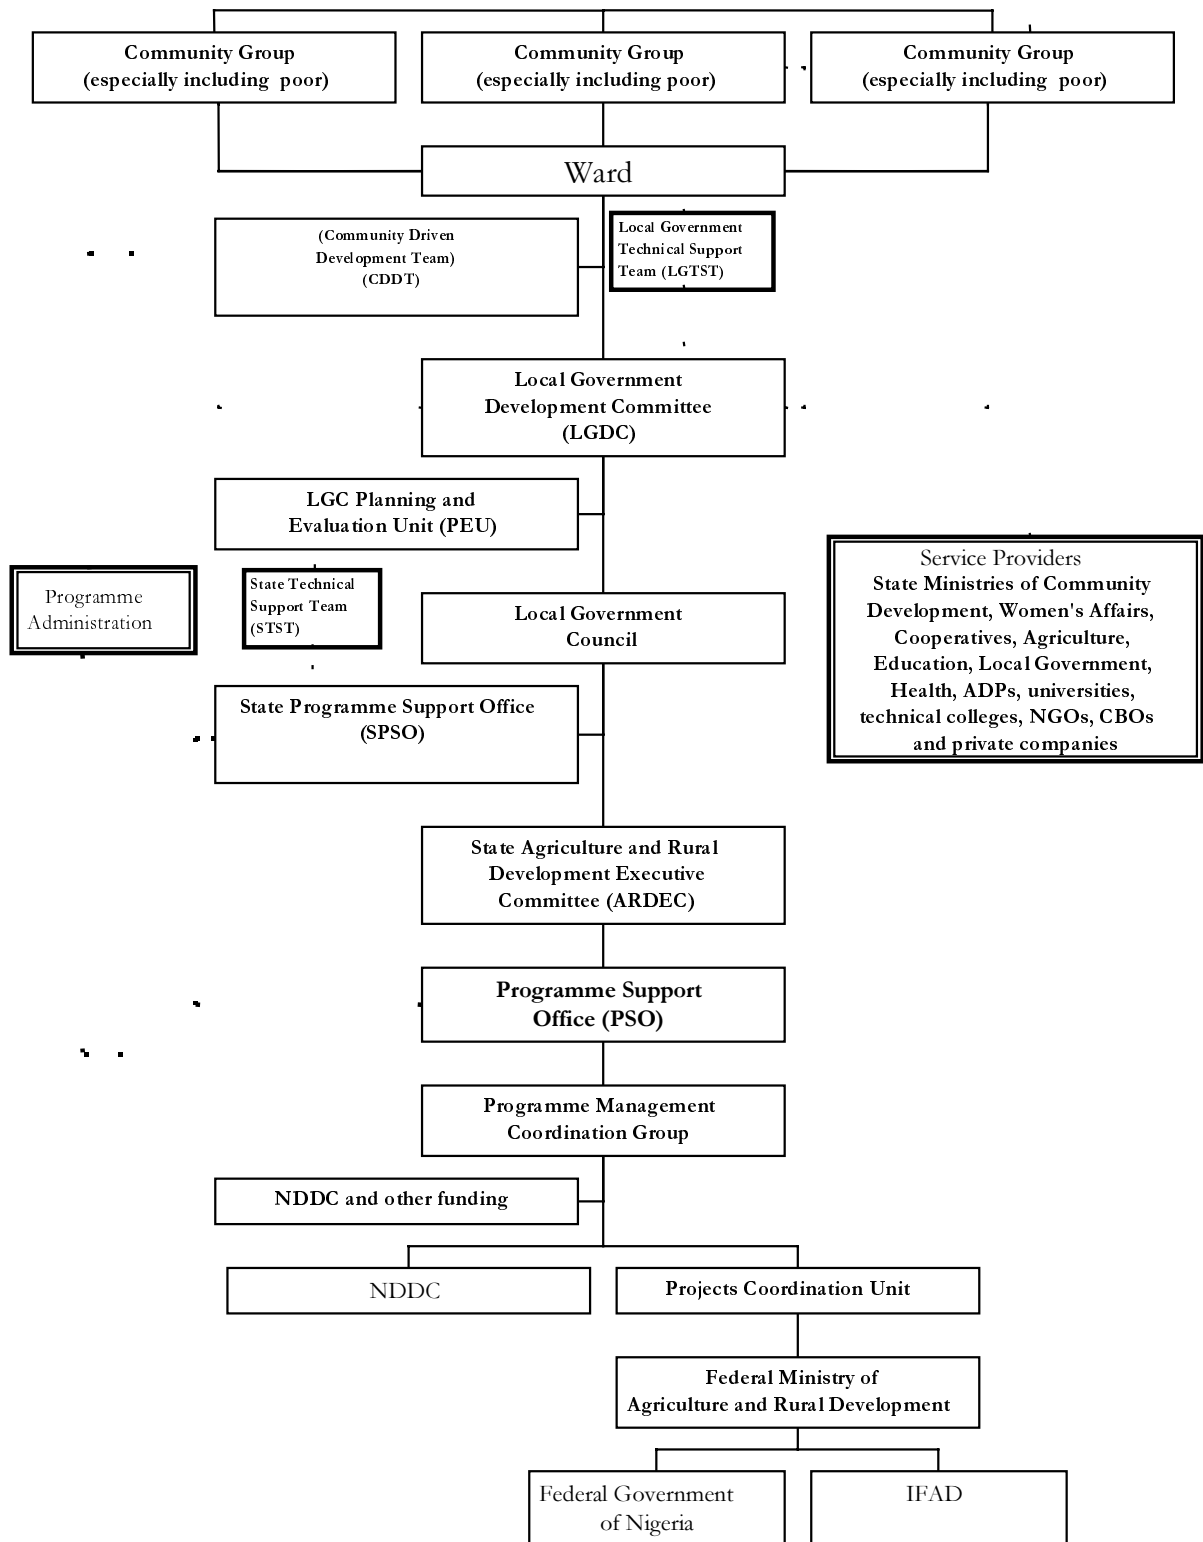 Community Group
(especially including poor)
Community Group
(especially including poor)
Community Group
(especially including poor)
Ward
(Community Driven
Development Team)
(CDDT)
Local Government
Technical Support
Team (LGTST)
Local Government
Development Committee
(LGDC)
LGC Planning and
Evaluation Unit (PEU)
Programme
Administration
State Technical
Support Team
(STST)
Local Government
Council
Service Providers
State Ministries of Community
Development, Women's Affairs,
Cooperatives, Agriculture,
Education, Local Government,
Health, ADPs, universities,
technical colleges, NGOs, CBOs
and private companies
State Programme Support Office
(SPSO)
State Agriculture and Rural
Development Executive
Committee (ARDEC)
Programme Support
Office (PSO)
Programme Management
Coordination Group
NDDC and other funding
NDDC
Projects Coordination Unit
Federal Ministry of
Agriculture and Rural Development
Federal Government
of Nigeria
IFAD